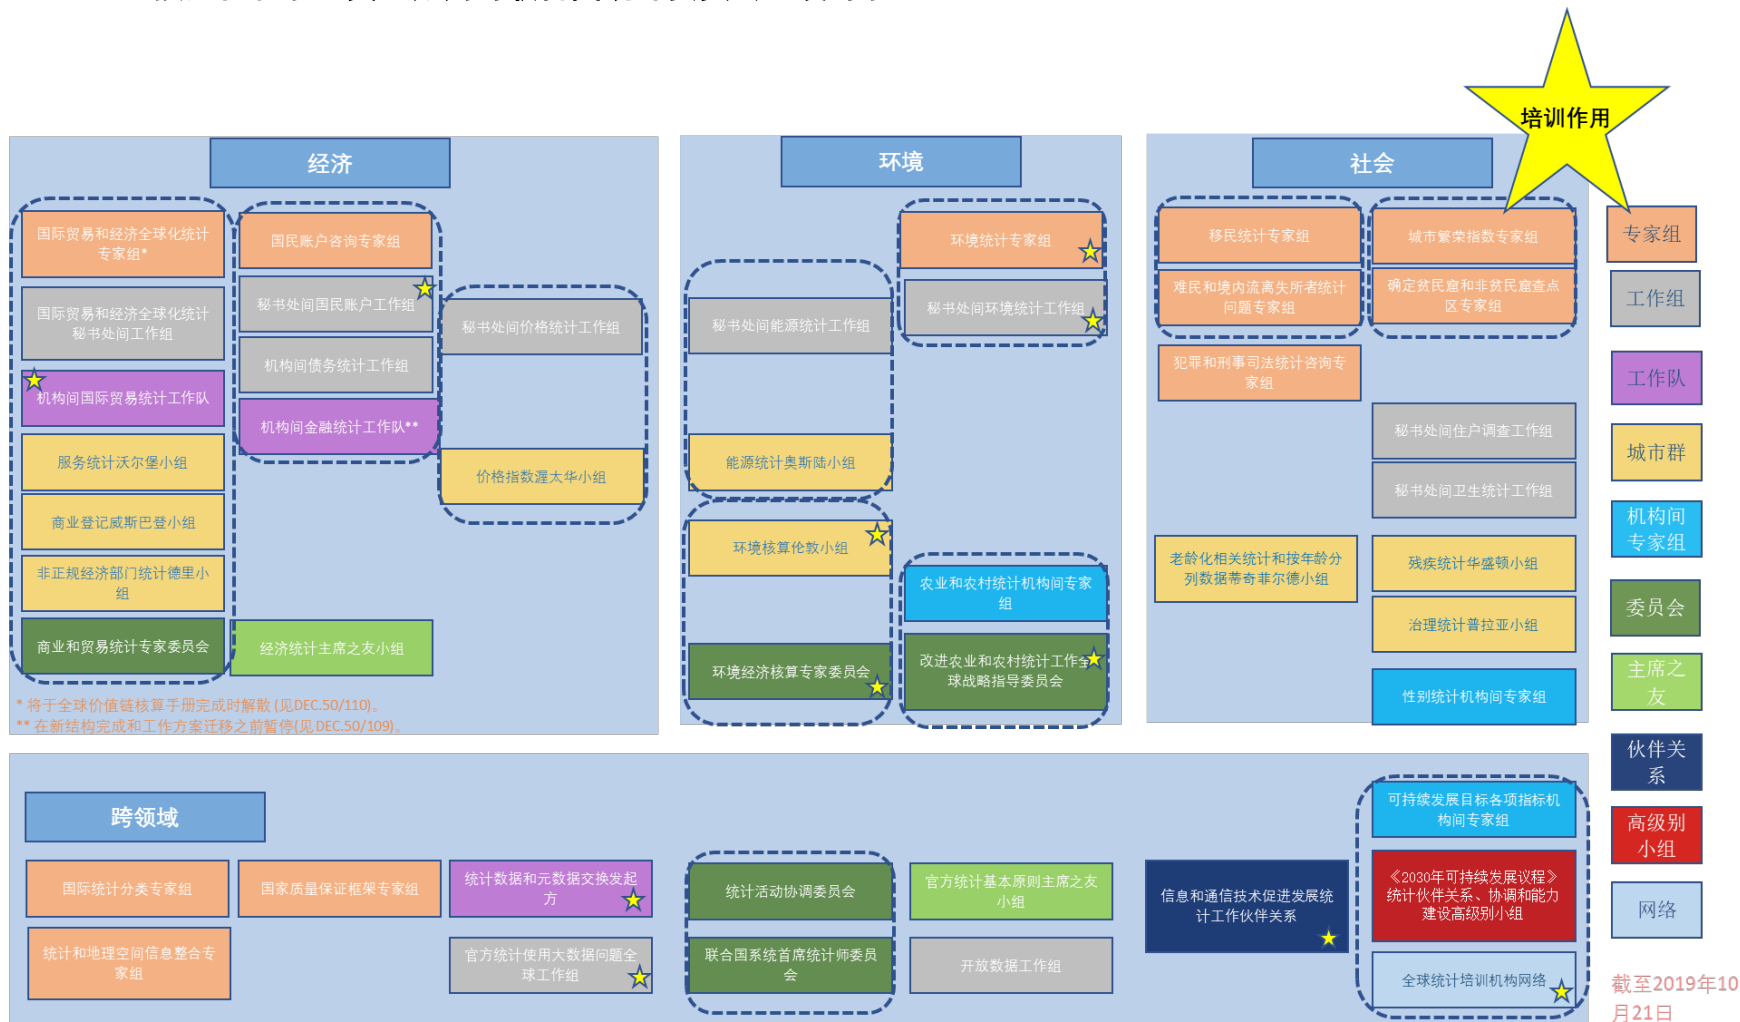 培训作用
经济
国际贸易和经济全球化统计
专家组*
国际贸易和经济全球化统计
秘书处间工作组
机构间国际贸易统计工作队
服务统计沃尔堡小组
商业登记威斯巴登小组
非正规经济部门统计德里小
组
商业和贸易统计专家委员会
国民账户咨询专家组
秘书处间国民账户工作组
机构间债务统计工作组
机构间金融统计工作队**
经济统计主席之友小组
秘书处间价格统计工作组
价格指数渥太华小组
* 将于全球价值链核算手册完成时解散 (见DEC.50/110)。
** 在新结构完成和工作方案迁移之前暂停(见DEC.50/109)。
环境
秘书处间能源统计工作组
能源统计奥斯陆小组
环境核算伦敦小组
环境经济核算专家委员会
环境统计专家组
秘书处间环境统计工作组
农业和农村统计机构间专家
组
改进农业和农村统计工作全
球战略指导委员会
社会
移民统计专家组
难民和境内流离失所者统计
问题专家组
犯罪和刑事司法统计咨询专
家组
老龄化相关统计和按年龄分
列数据蒂奇菲尔德小组
城市繁荣指数专家组
确定贫民窟和非贫民窟查点
区专家组
秘书处间住户调查工作组
秘书处间卫生统计工作组
残疾统计华盛顿小组
治理统计普拉亚小组
性别统计机构间专家组
跨领域
国际统计分类专家组
统计和地理空间信息整合专
家组
国家质量保证框架专家组
统计数据和元数据交换发起
方
官方统计使用大数据问题全
球工作组
统计活动协调委员会
联合国系统首席统计师委员
会
官方统计基本原则主席之友
小组
开放数据工作组
信息和通信技术促进发展统
计工作伙伴关系
可持续发展目标各项指标机
构间专家组
《2030年可持续发展议程》
统计伙伴关系、协调和能力
建设高级别小组
全球统计培训机构网络
专家组
工作组
工作队
城市群
机构间
专家组
委员会
主席之
友
伙伴关
系
高级别
小组
网络
截至2019年10
月21日